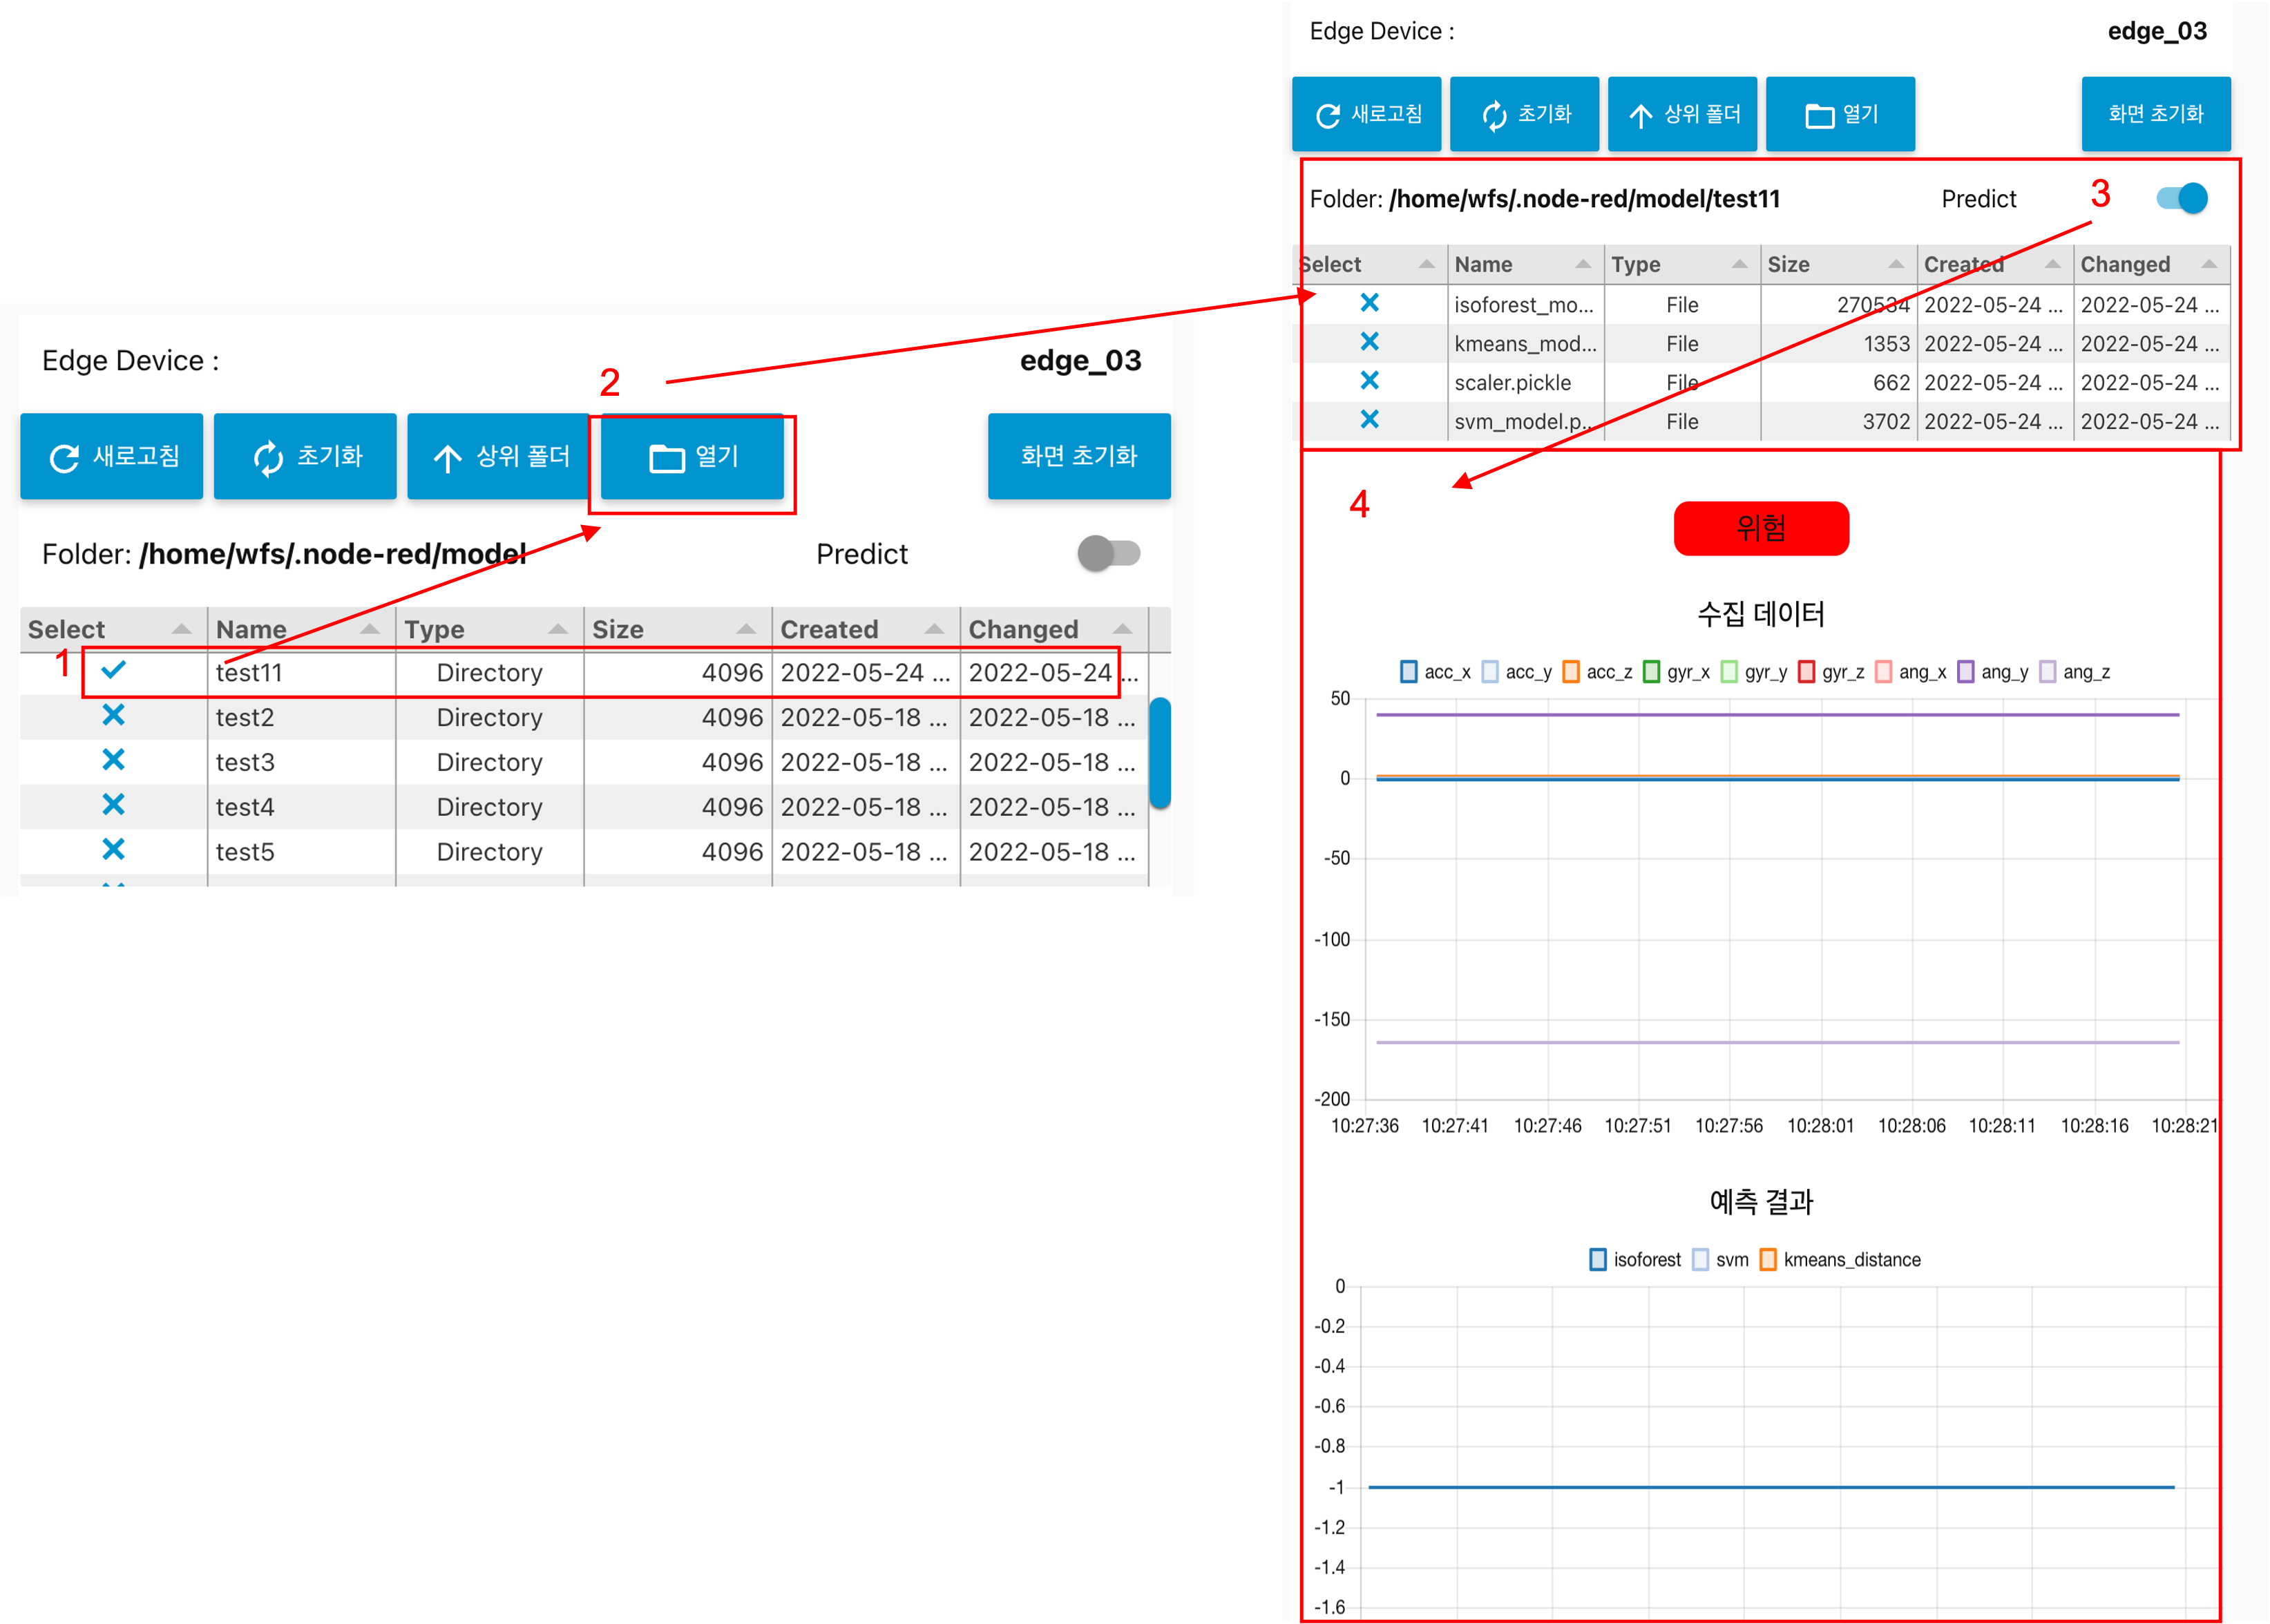 Edge Device :
edge_03
2
새로고침
초기화
상위 폴더
열기
화면 초기화
Folder: /home/wfs/.node-red/model
Predict
Select Name Type Size Created Changed
1
test11 Directory 4096 2022-05-24 ... 2022-05-24 ...
test2 Directory 4096 2022-05-18 ... 2022-05-18 ...
test3 Directory 4096 2022-05-18 ... 2022-05-18 ...
test4 Directory 4096 2022-05-18 ... 2022-05-18 ...
test5 Directory 4096 2022-05-18 ... 2022-05-18 ...
Edge Device :
edge_03
새로고침
초기화
상위 폴더
열기
화면 초기화
Folder: /home/wfs/.node-red/model/test11
Predict
3
Select Name Type Size Created Changed
isoforest_mo... File 270534 2022-05-24 ... 2022-05-24 ...
kmeans_mod... File 1353 2022-05-24 ... 2022-05-24 ...
scaler.pickle File 662 2022-05-24 ... 2022-05-24 ...
svm_model.p... File 3702 2022-05-24 ... 2022-05-24 ...
4
위험
수집 데이터
acc_x acc_y acc_z gyr_x gyr_y gyr_z ang_x ang_y ang_z
50
0
-50
-100
-150
-200
10:27:36 10:27:41 10:27:46 10:27:51 10:27:56 10:28:01 10:28:06 10:28:11 10:28:16 10:28:21
예측 결과
isoforest svm kmeans_distance
0
-0.2
-0.4
-0.6
-0.8
-1
-1.2
-1.4
-1.6